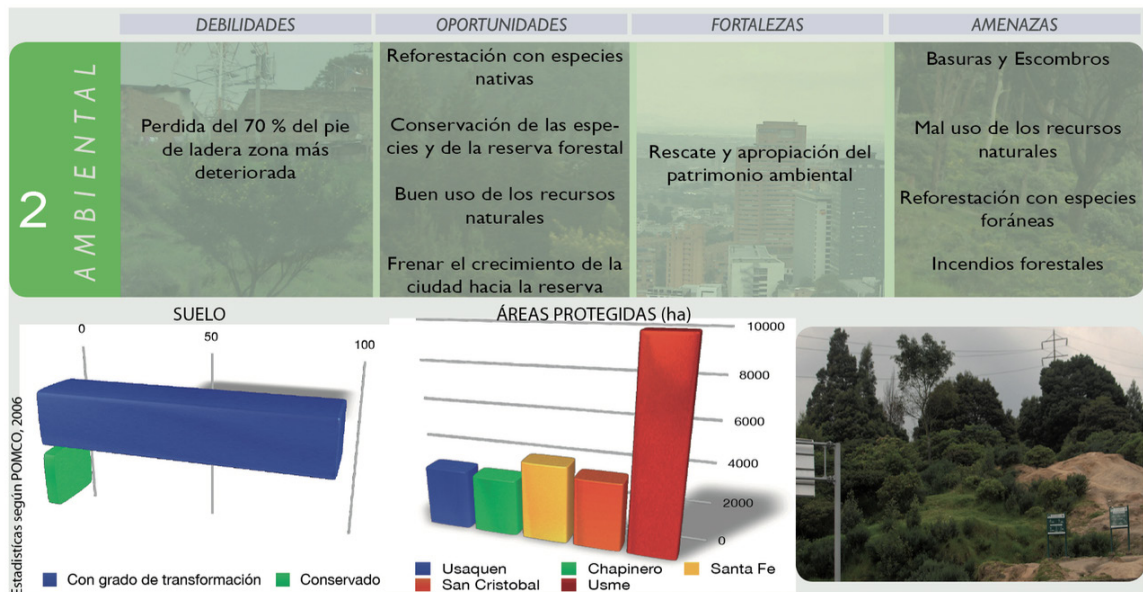 DEBILIDADES
OPORTUNIDADES
FORTALEZAS
AMENAZAS
2
AMBIENTAL
Perdida del 70 % del pie
de ladera zona más
deteriorada
Reforestación con especies
nativas
Conservación de las espe-
cies y de la reserva forestal
Buen uso de los recursos
naturales
Frenar el crecimiento de la
ciudad hacia la reserva
Rescate y apropiación del
patrimonio ambiental
Basuras y Escombros
Mal uso de los recursos
naturales
Reforestación con especies
foráneas
Incendios forestales
Estadisticas según POMCO, 2006
SUELO
0
50
100
Con grado de transformación
Conservado
ÁREAS PROTEGIDAS (ha)
10000
8000
6000
4000
2000
0
Usaquen
Chapinero
Santa Fe
San Cristobal
Usme